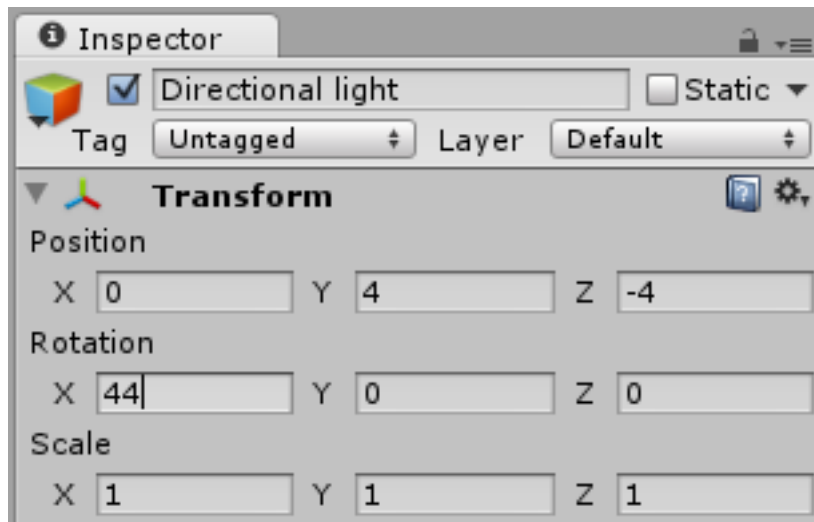 Inspector
Directional light Static
Tag Untagged Layer Default
Transform
Position
X 0 Y 4 Z -4
Rotation
X 44 Y 0 Z 0
Scale
X 1 Y 1 Z 1